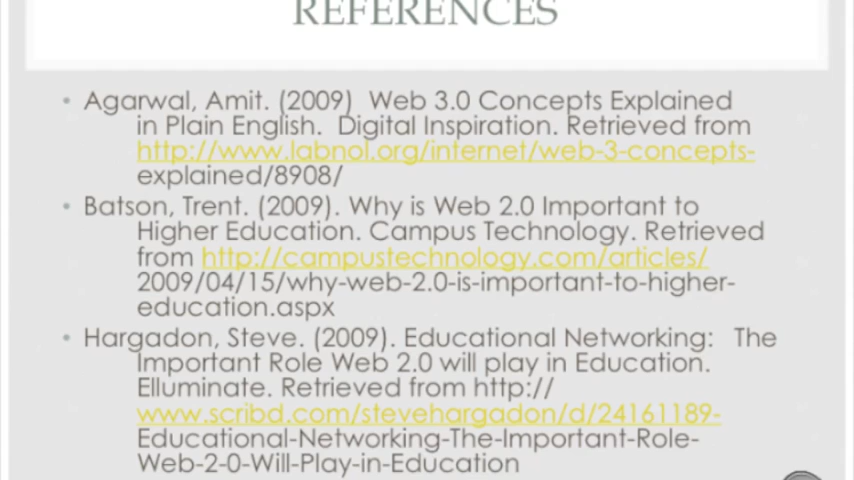 REFERENCES
• Agarwal, Amit. (2009) Web 3.0 Concepts Explained
in Plain English. Digital Inspiration. Retrieved from
http://www.labnol.org/internet/web-3-concepts-
explained/8908/
• Batson, Trent. (2009). Why is Web 2.0 Important to
Higher Education. Campus Technology. Retrieved
from http://campustechnology.com/articles/
2009/04/15/why-web-2.0-is-important-to-higher-
education.aspx
• Hargadon, Steve. (2009). Educational Networking: The
Important Role Web 2.0 will play in Education.
Elluminate. Retrieved from http://
www.scribd.com/stevehargadon/d/24161189-
Educational-Networking-The-Important-Role-
Web-2-0-Will-Play-in-Education